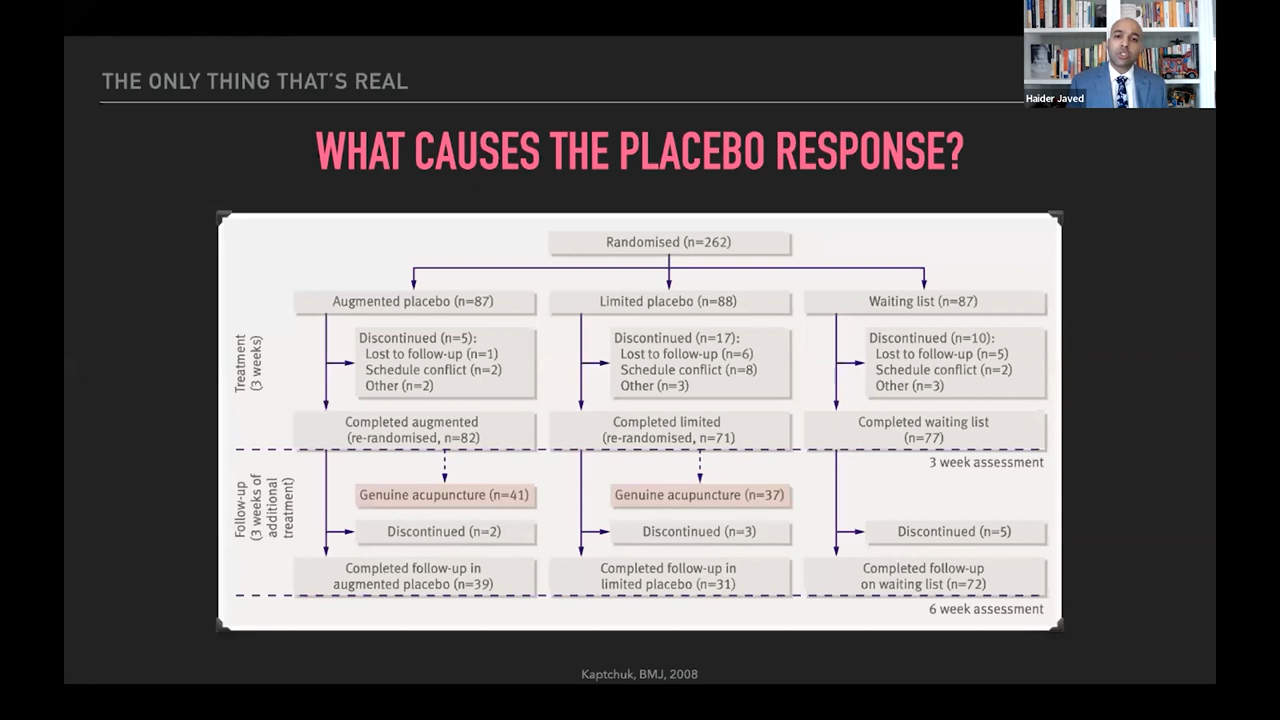 Haider Javed
THE ONLY THING THAT'S REAL
WHAT CAUSES THE PLACEBO RESPONSE?
Randomised (n=262)
Augmented placebo (n=87)
Limited placebo (n=88)
Waiting list (n=87)
Treatment
(3 weeks)
Discontinued (n=5):
Lost to follow-up (n=1)
Schedule conflict (n=2)
Other (n=2)
Discontinued (n=17):
Lost to follow-up (n=6)
Schedule conflict (n=8)
Other (n=3)
Discontinued (n=10):
Lost to follow-up (n=5)
Schedule conflict (n=2)
Other (n=3)
Completed augmented
(re-randomised, n=82)
Completed limited
(re-randomised, n=71)
Completed waiting list
(n=77)
3 week assessment
Follow-up
(3 weeks of
additional
treatment)
Genuine acupuncture (n=41)
Genuine acupuncture (n=37)
Discontinued (n=2)
Discontinued (n=3)
Discontinued (n=5)
Completed follow-up in
augmented placebo (n=39)
Completed follow-up in
limited placebo (n=31)
Completed follow-up
on waiting list (n=72)
6 week assessment
Kaptchuk, BMJ, 2008